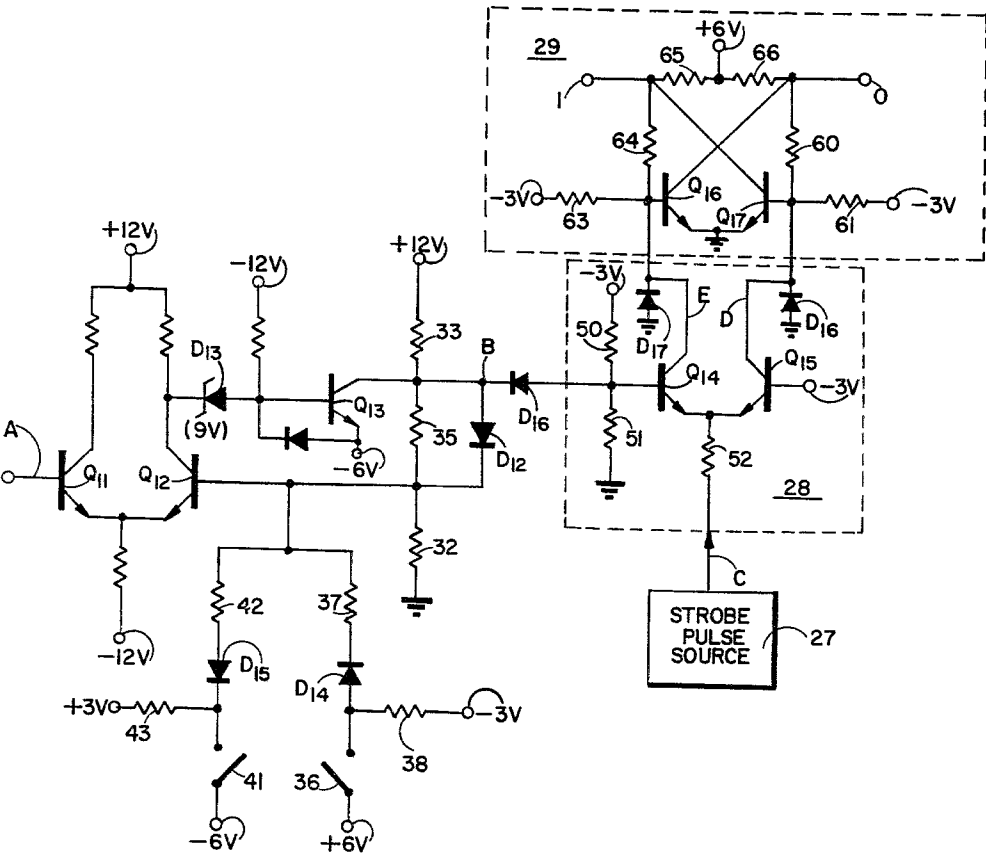 +6V
29
65
66
1
0
64
60
-3V
Q16
Q17
63
61
-3V
+12V
-12V
+12V
-3V
E
D
D17
D16
33
50
D13
B
Q15
Q14
-3V
Q13
(9V)
D16
A
35
51
D12
-6V
52
Q11
Q12
28
32
C
42
37
STROBE
PULSE
SOURCE
27
-12V
D15
D14
+3V
-3V
43
38
41
36
-6V
+6V